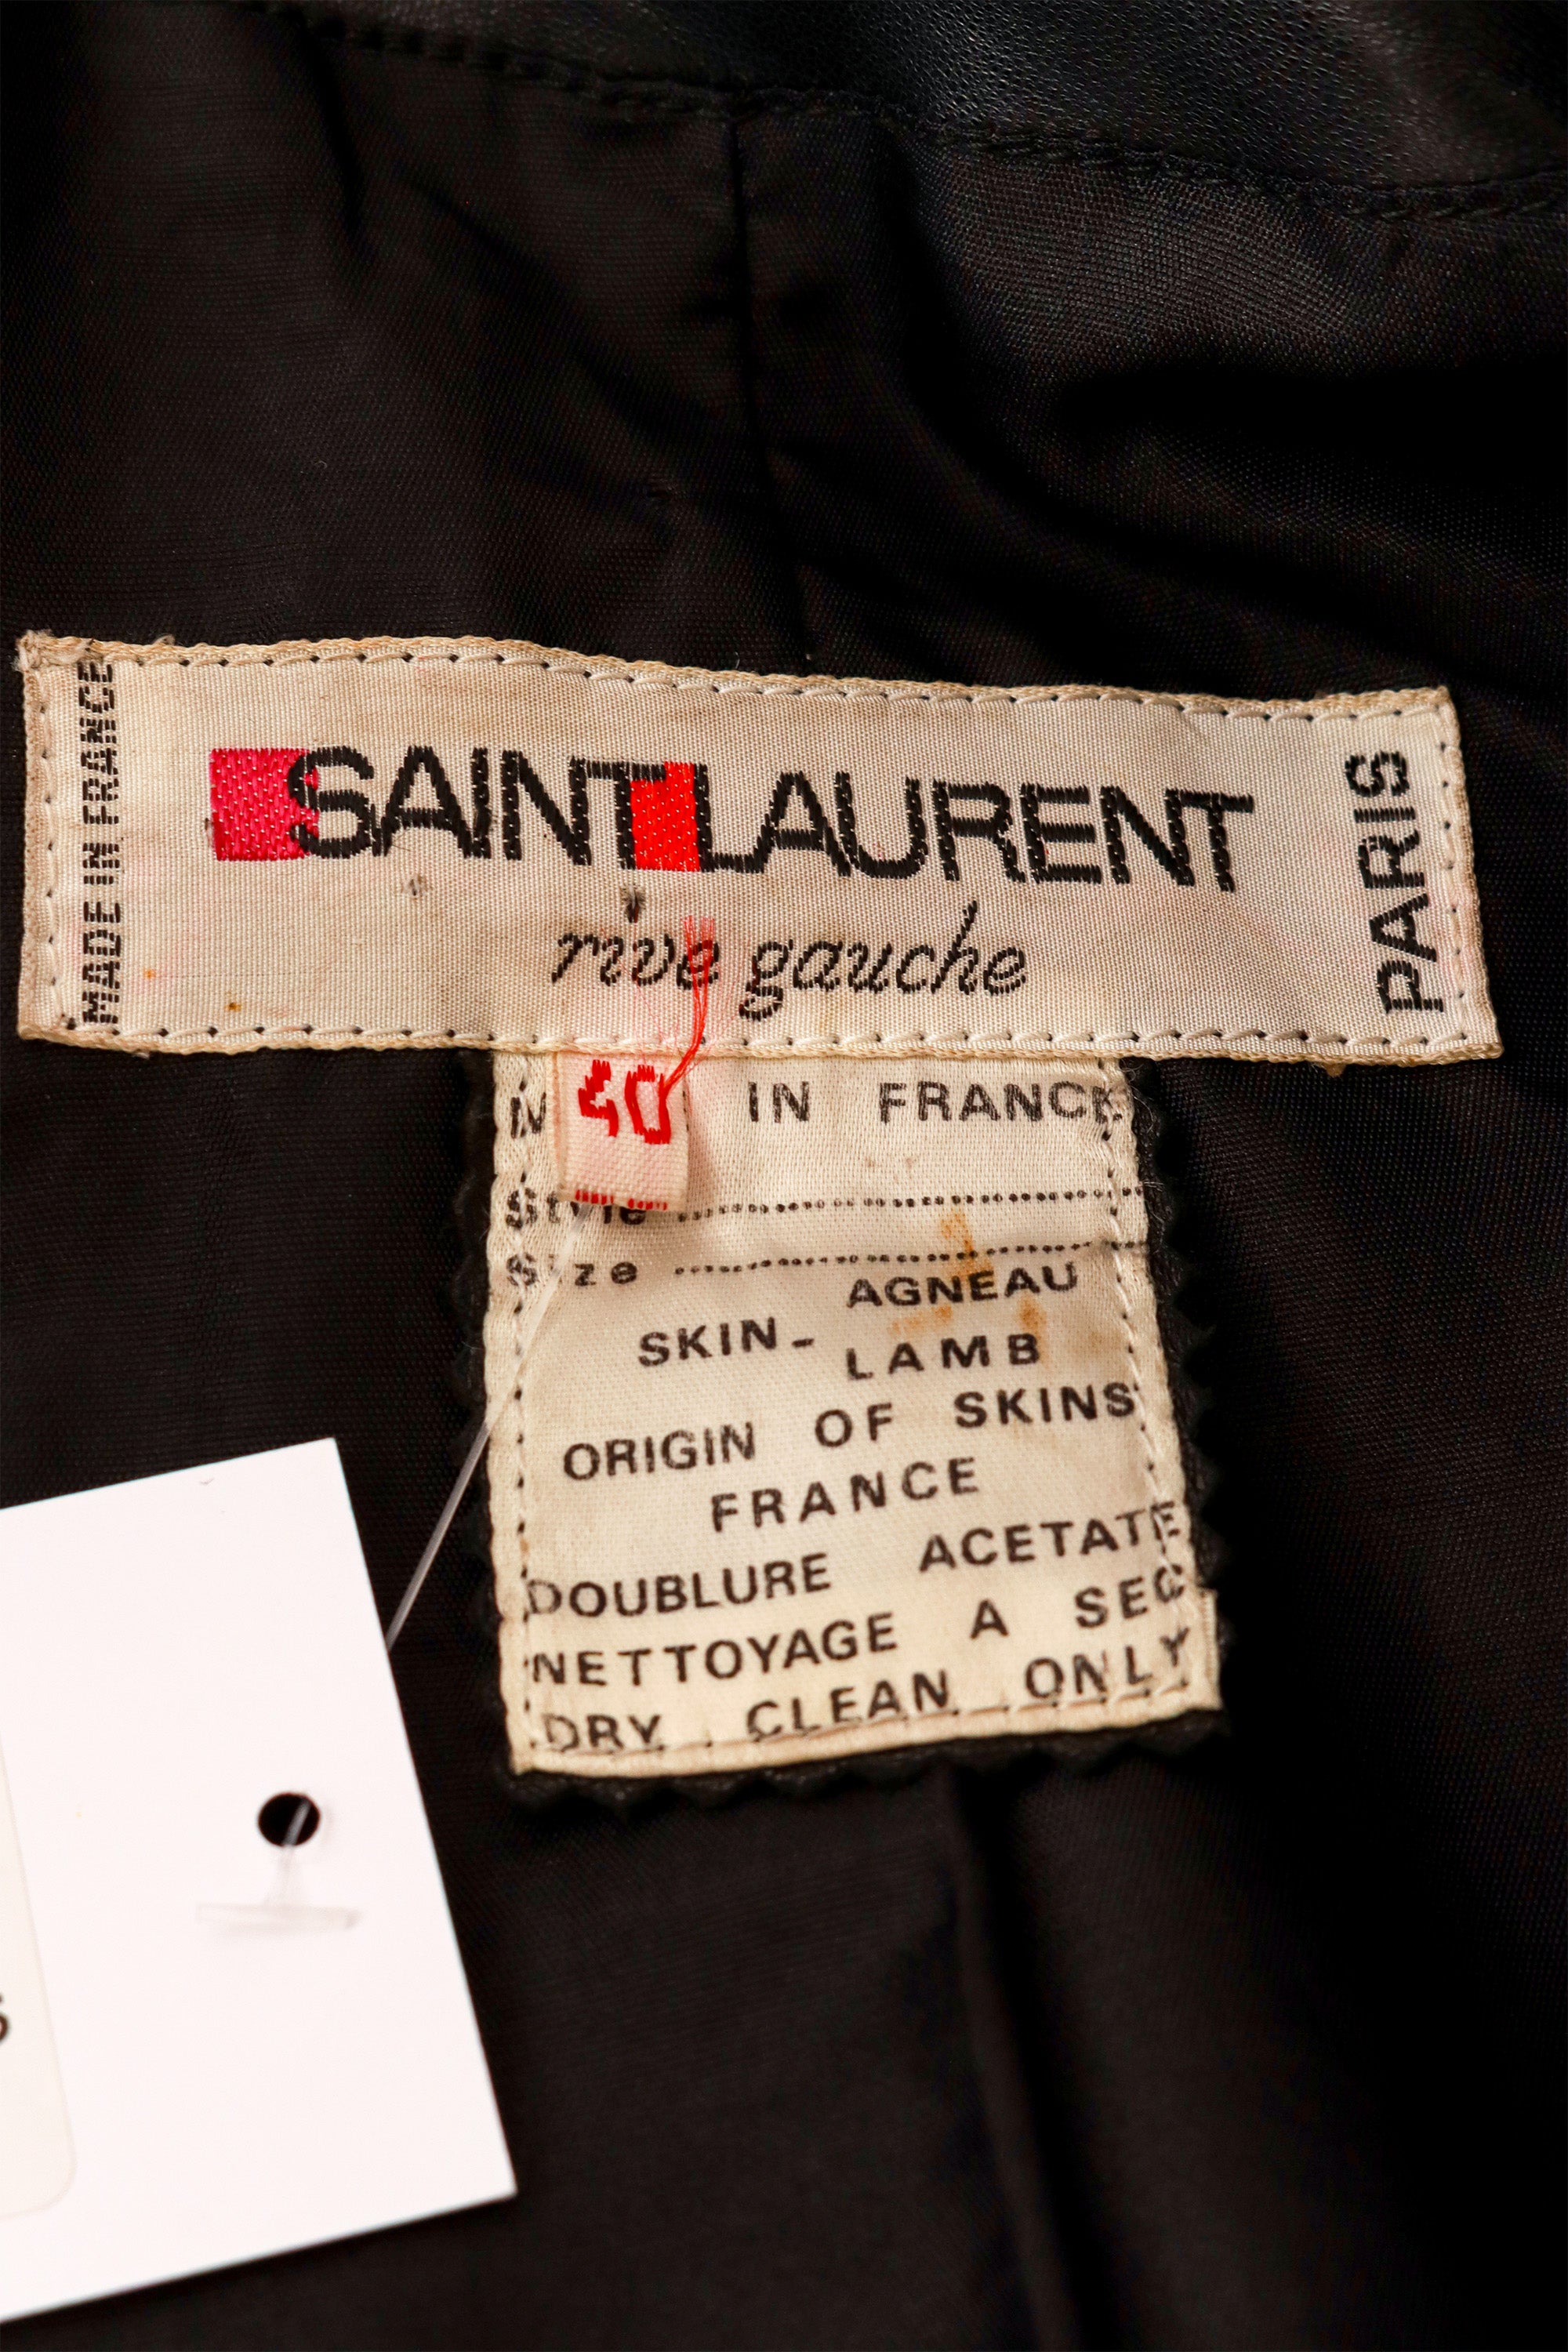 MADE IN FRANCE
SAINT LAURENT
rive gauche
PARIS
40
IN FRANCE
Style
Size
AGNEAU
SKIN- LAMB
ORIGIN OF SKINS
FRANCE
DOUBLURE ACETATE
NETTOYAGE A SEC
DRY CLEAN ONLY